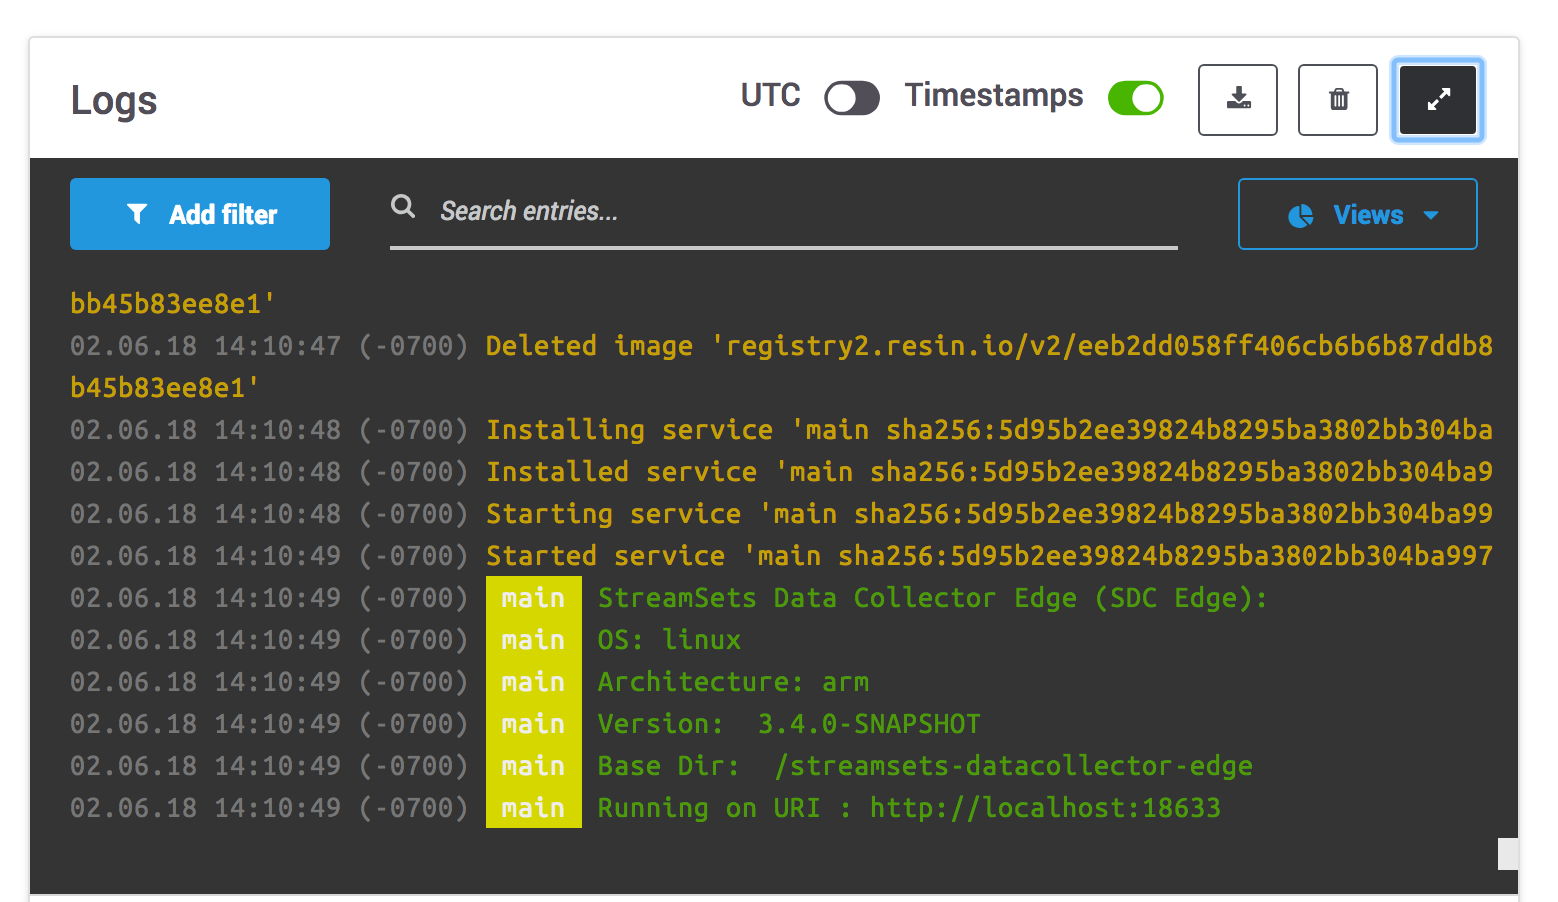 Logs
UTC
Timestamps
Add filter
Search entries...
Views
bb45b83ee8e1'
02.06.18 14:10:47 (-0700) Deleted image 'registry2.resin.io/v2/eeb2dd058ff406cb6b6b87ddb8
b45b83ee8e1'
02.06.18 14:10:48 (-0700) Installing service 'main sha256:5d95b2ee39824b8295ba3802bb304ba
02.06.18 14:10:48 (-0700) Installed service 'main sha256:5d95b2ee39824b8295ba3802bb304ba9
02.06.18 14:10:48 (-0700) Starting service 'main sha256:5d95b2ee39824b8295ba3802bb304ba99
02.06.18 14:10:49 (-0700) Started service 'main sha256:5d95b2ee39824b8295ba3802bb304ba997
02.06.18 14:10:49 (-0700) main StreamSets Data Collector Edge (SDC Edge):
02.06.18 14:10:49 (-0700) main OS: linux
02.06.18 14:10:49 (-0700) main Architecture: arm
02.06.18 14:10:49 (-0700) main Version:  3.4.0-SNAPSHOT
02.06.18 14:10:49 (-0700) main Base Dir:  /streamsets-datacollector-edge
02.06.18 14:10:49 (-0700) main Running on URI : http://localhost:18633